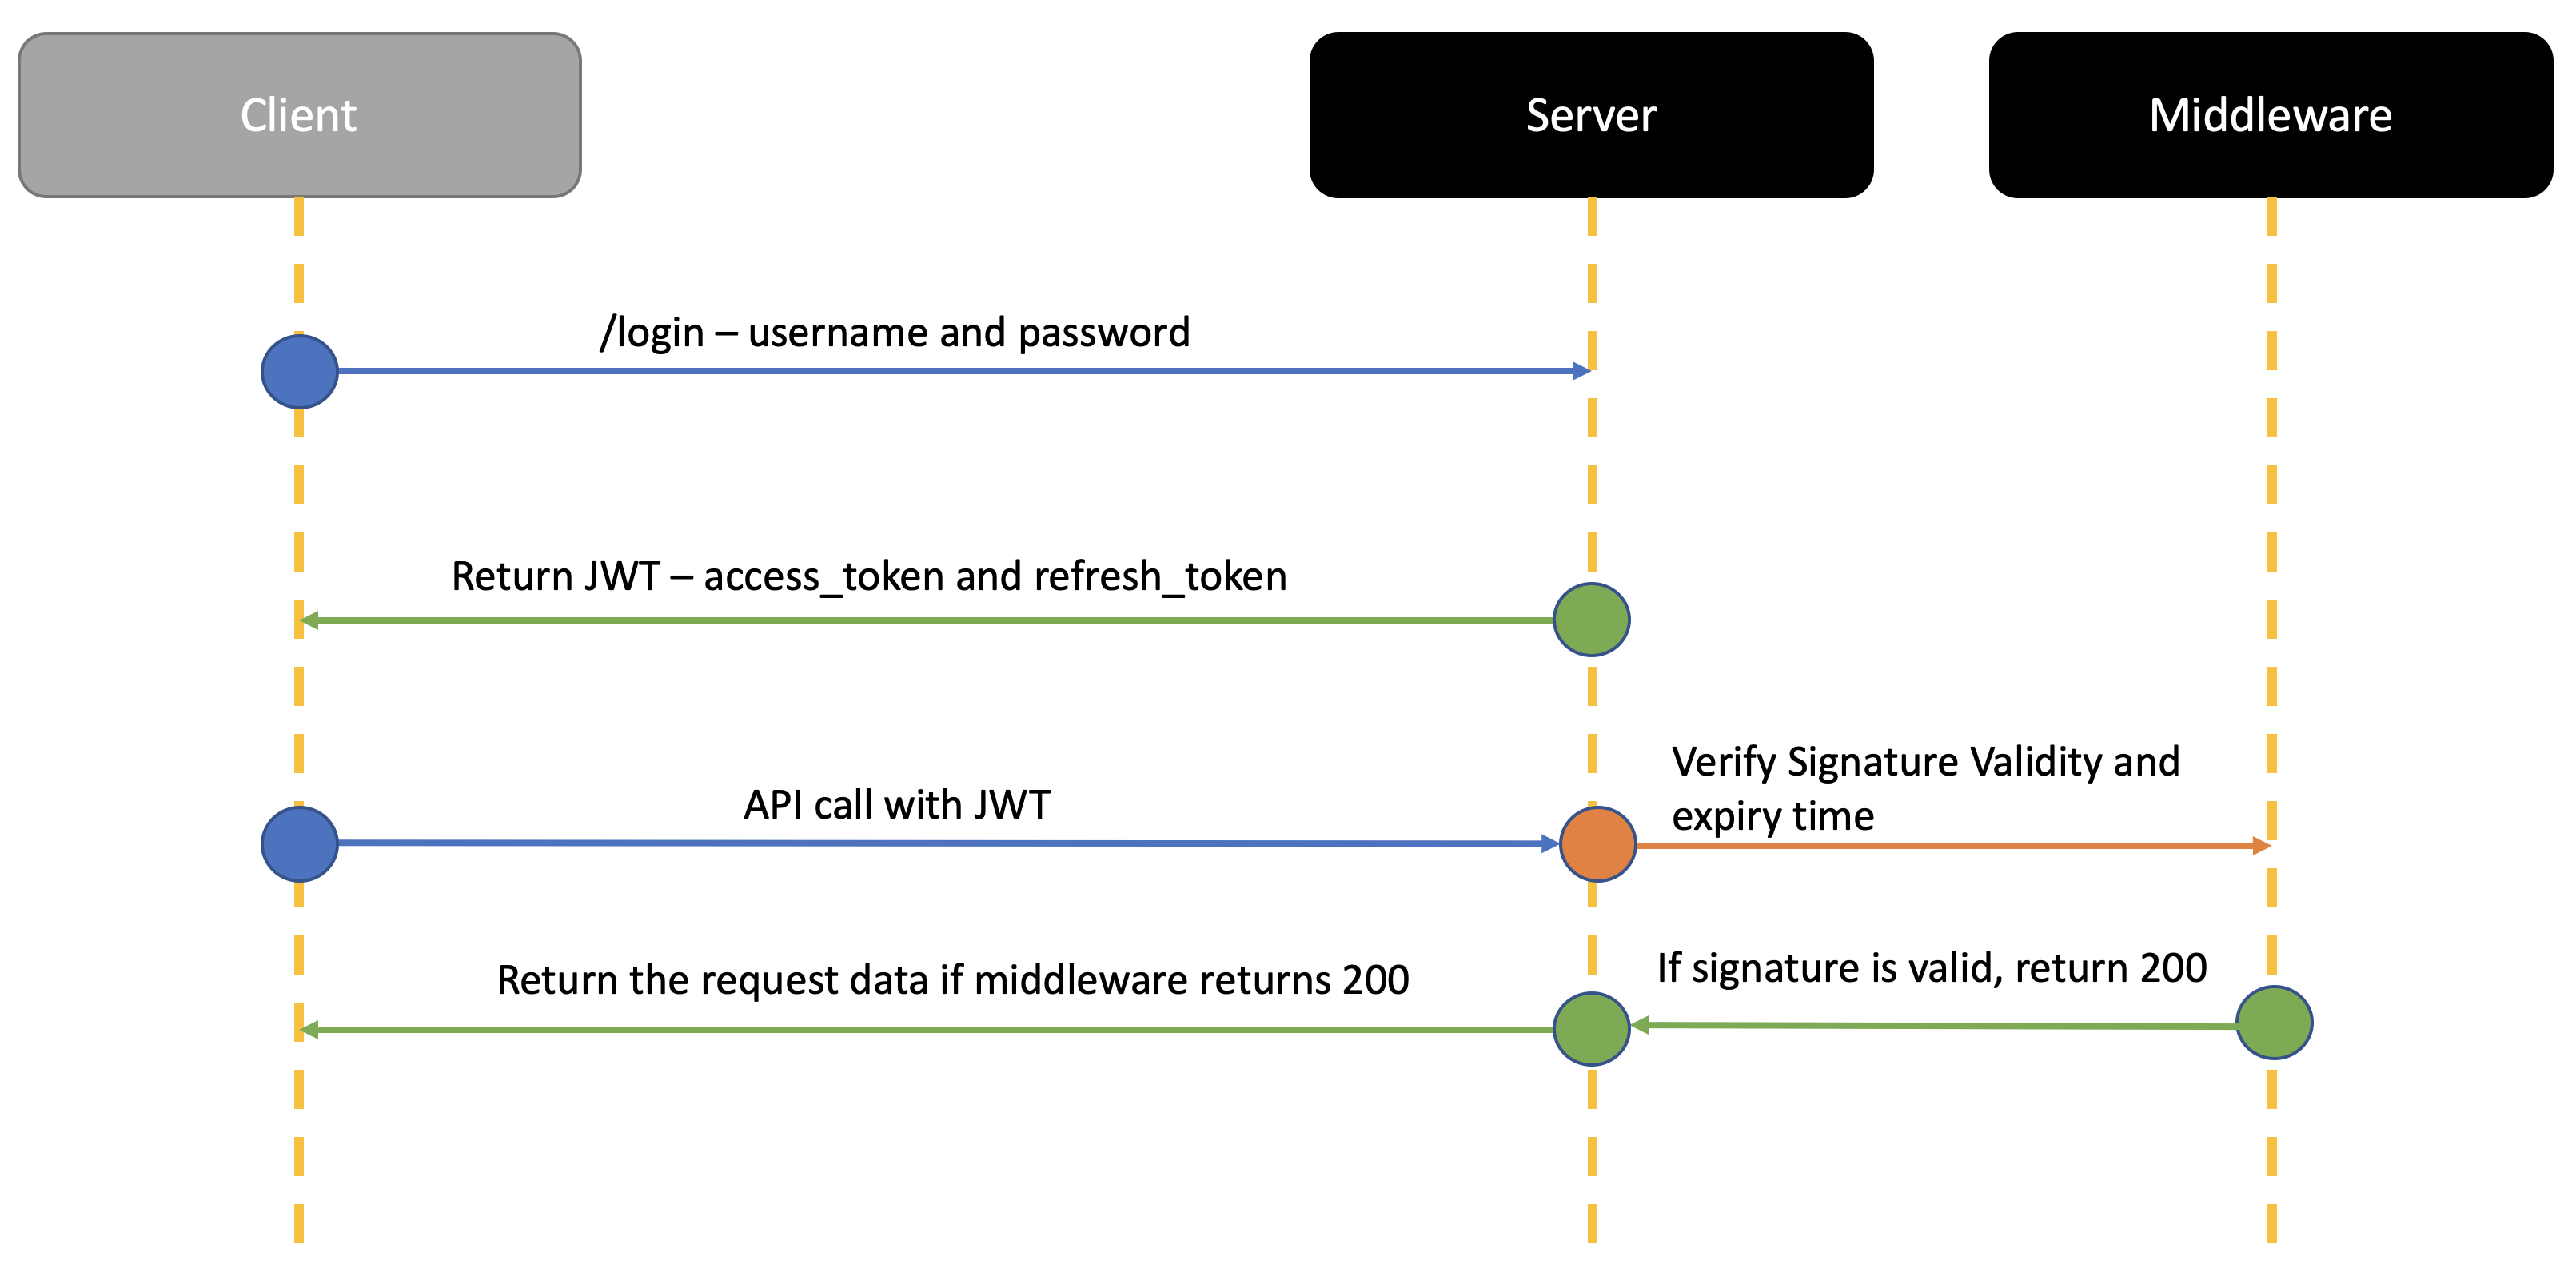 Client
Server
Middleware
/login – username and password
Return JWT – access_token and refresh_token
Verify Signature Validity and
expiry time
API call with JWT
If signature is valid, return 200
Return the request data if middleware returns 200